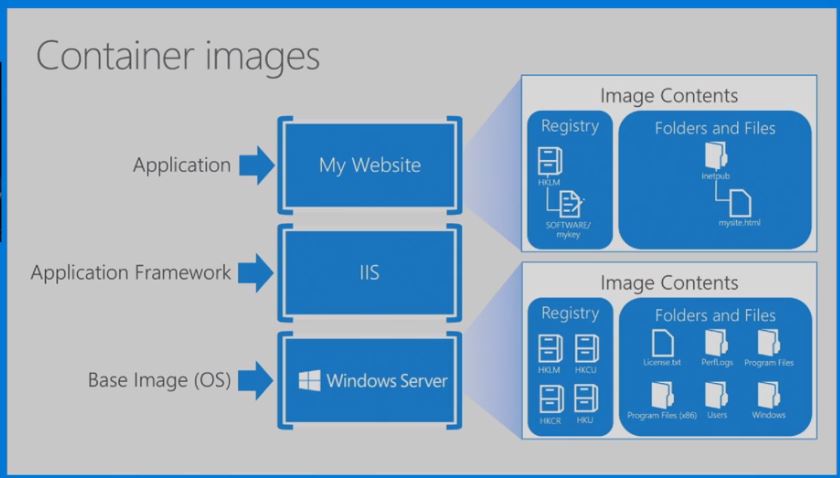 Container images
Application
My Website
Application Framework
IIS
Base Image (OS)
Windows Server
Image Contents
Registry
HKLM
SOFTWARE/
mykey
Folders and Files
Inetpub
mysite.html
Image Contents
Registry
HKLM
HKCU
HKCR
HKU
Folders and Files
License.txt
PerfLogs
Program Files
Program Files (x86)
Users
Windows